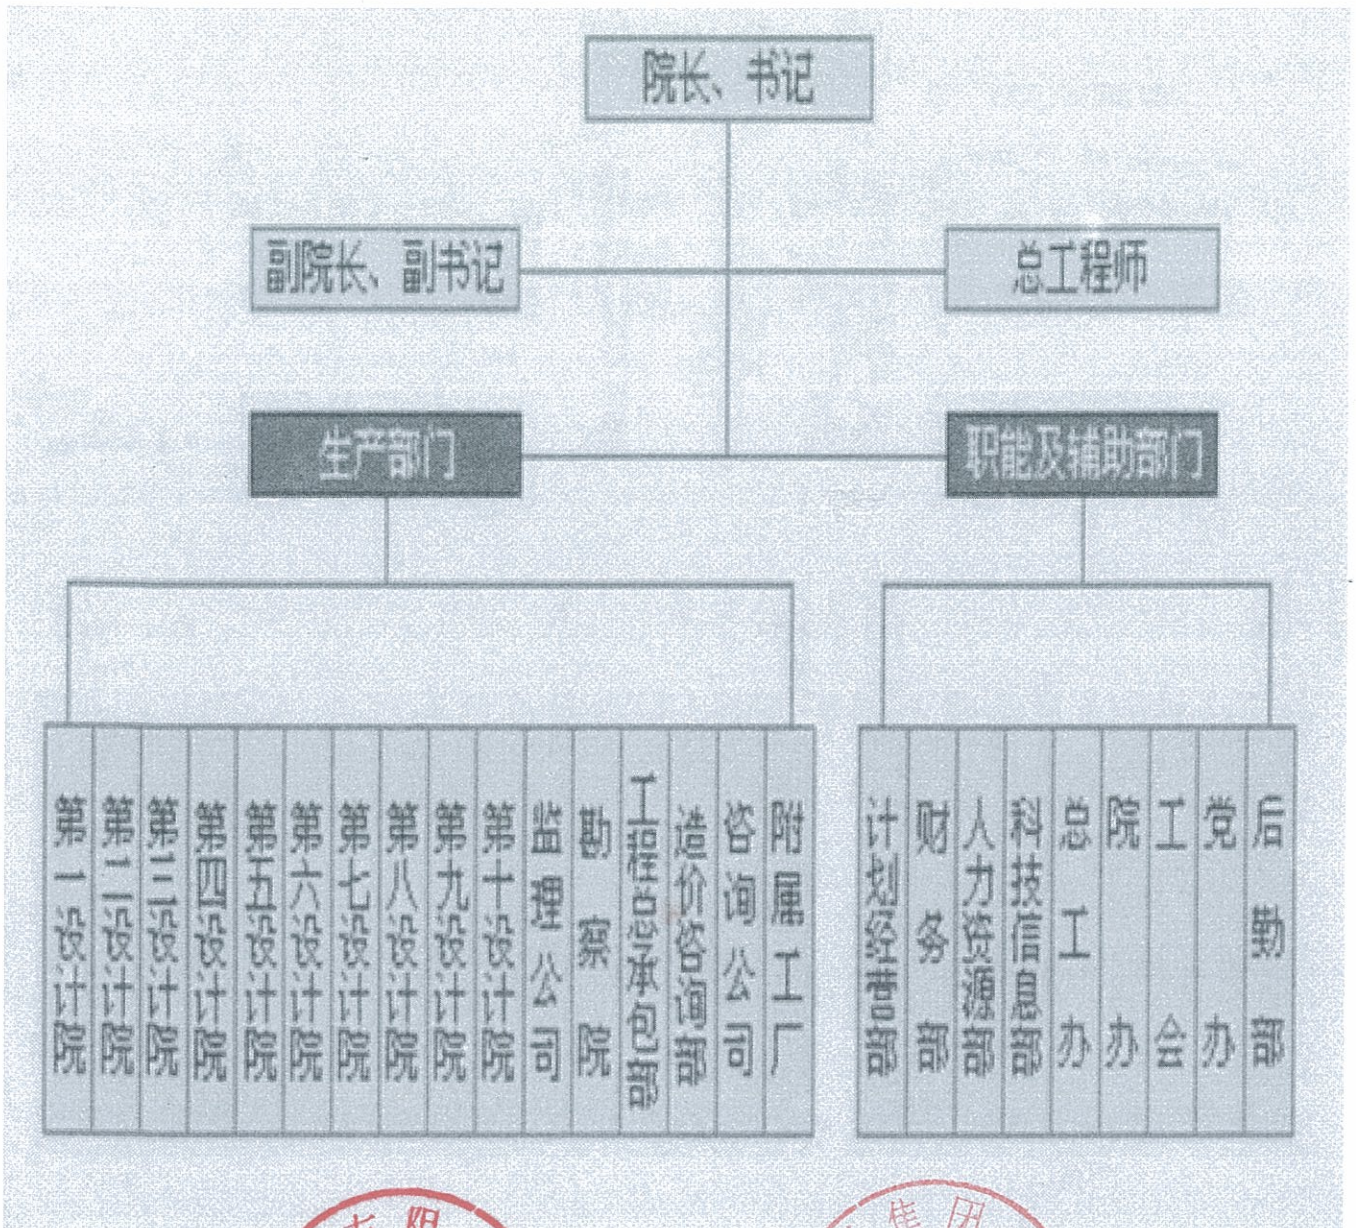 院长、书记
副院长、副书记
总工程师
生产部门
职能及辅助部门
第一设计院
第二设计院
第三设计院
第四设计院
第五设计院
第六设计院
第七设计院
第八设计院
第九设计院
第十设计院
监理公司
勘察院
工程总承包部
造价咨询部
咨询公司
附属工厂
计划经营部
财务部
人力资源部
科技信息部
总工办
院办
工会
党办
后勤部
集团